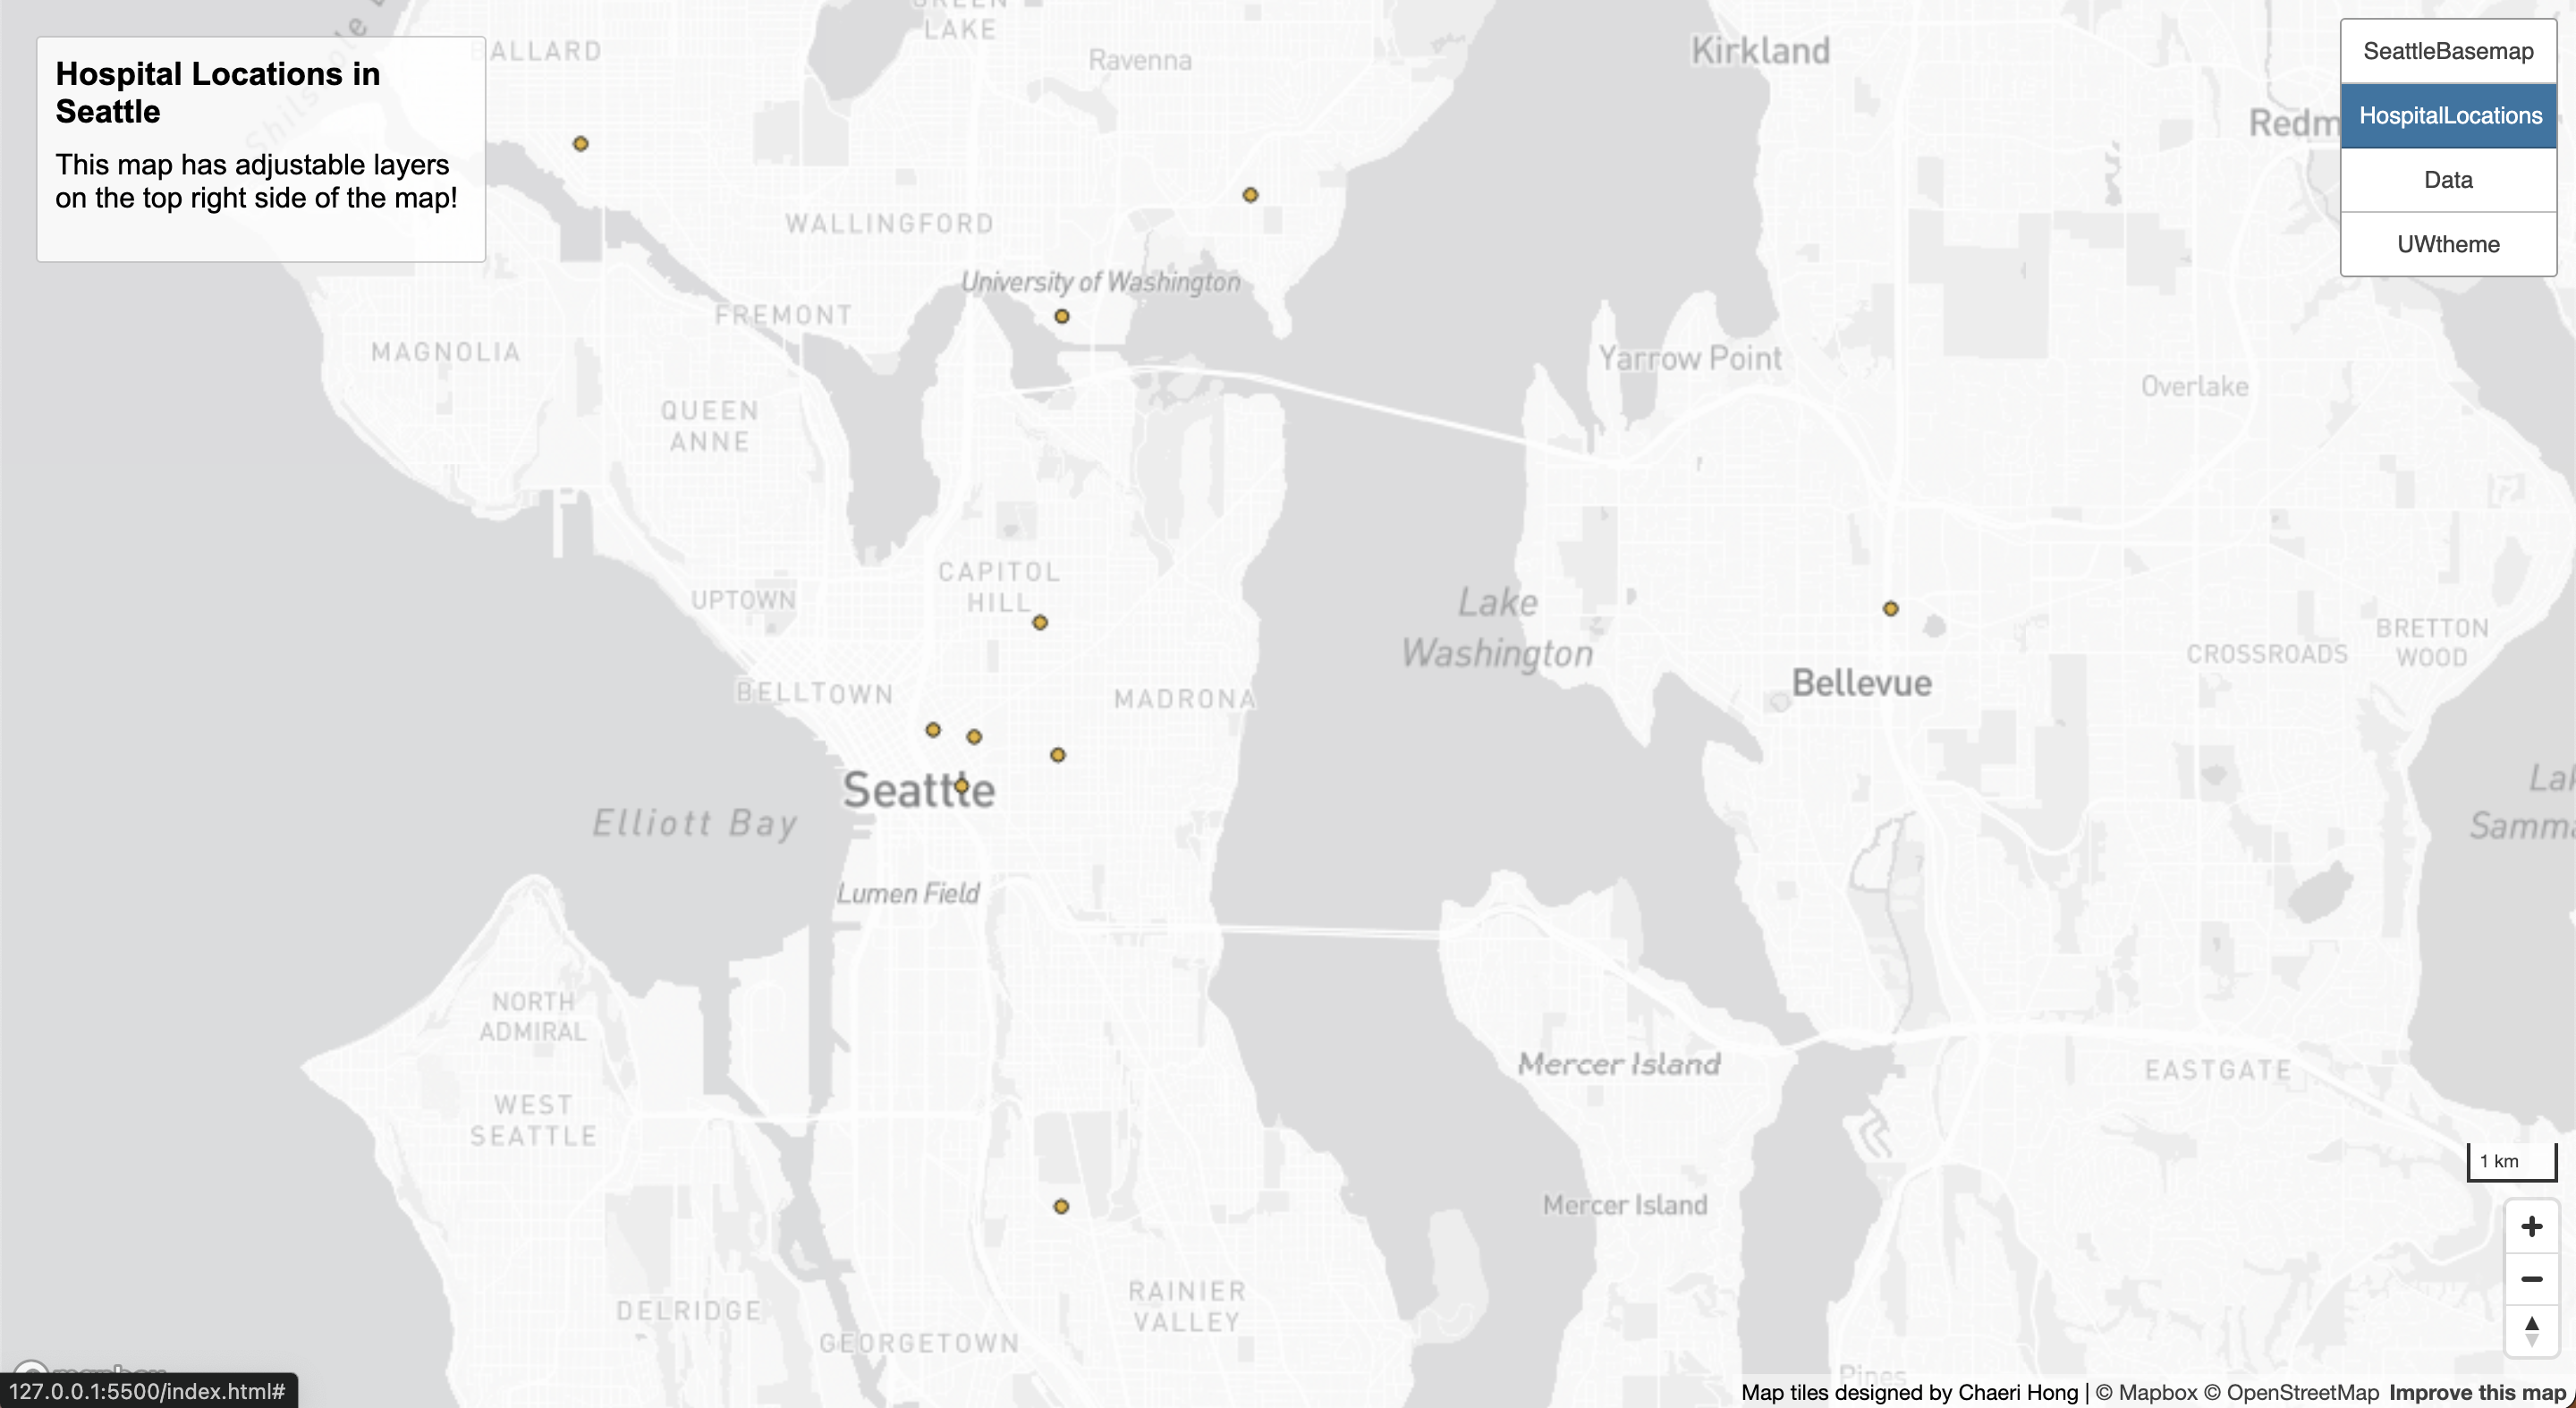 Hospital Locations in
Seattle
This map has adjustable layers
on the top right side of the map!
SeattleBasemap
HospitalLocations
Data
UWtheme
GREEN
LAKE
Ravenna
Kirkland
WALLINGFORD
University of Washington
FREMONT
MAGNOLIA
Yarrow Point
Overlake
QUEEN
ANNE
CAPITOL
HILL
UPTOWN
Lake
Washington
BRETTON
WOOD
CROSSROADS
BELLTOWN
MADRONA
Bellevue
Seattle
Elliott Bay
Lumen Field
NORTH
ADMIRAL
Mercer Island
EASTGATE
WEST
SEATTLE
1 km
Mercer Island
RAINIER
VALLEY
DELRIDGE
GEORGETOWN
Pines
mapbox
127.0.0.1:5500/index.html#
Map tiles designed by Chaeri Hong | © Mapbox © OpenStreetMap Improve this map